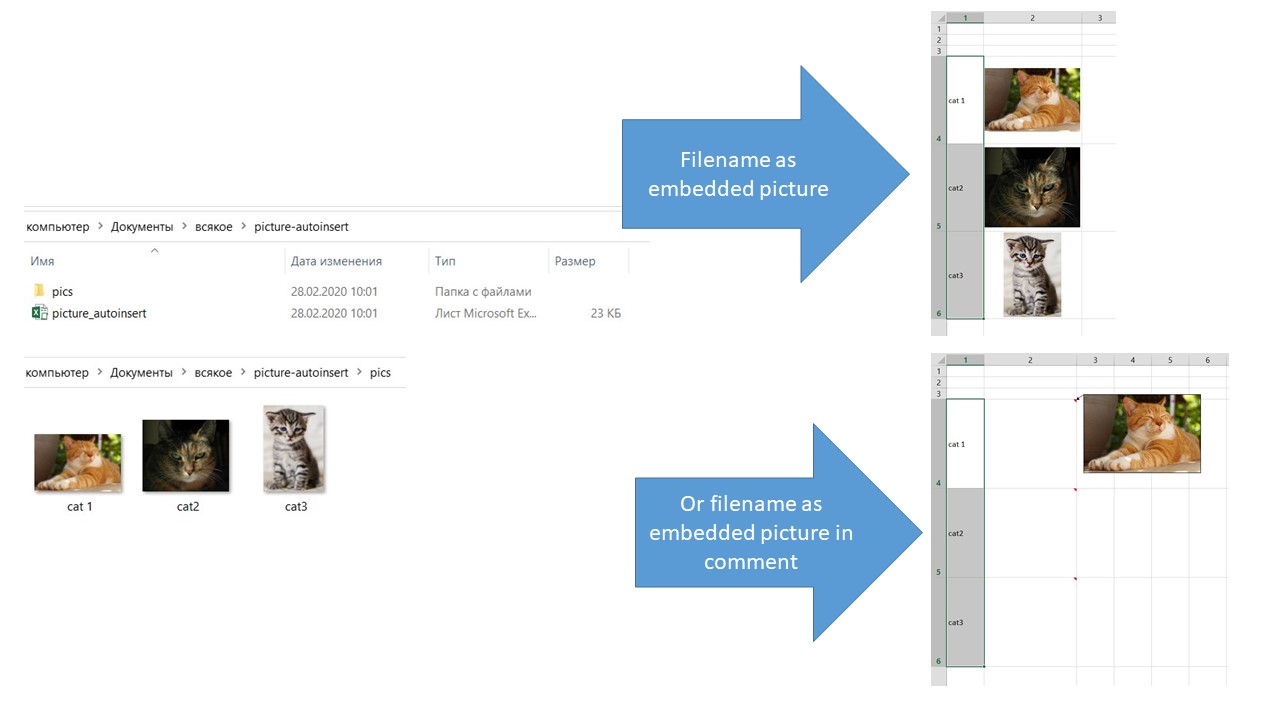 компьютер > Документы > всякое > picture-autoinsert
Имя Дата изменения Тип Размер
pics 28.02.2020 10:01 Папка с файлами
picture_autoinsert 28.02.2020 10:01 Лист Microsoft Ex... 23 КБ
компьютер > Документы > всякое > picture-autoinsert > pics
cat 1 cat2 cat3
Filename as
embedded picture
1 2 3
1
2
3
cat 1
4
cat2
5
cat3
6
Or filename as
embedded picture in
comment
1 2 3 4 5 6
1
2
3
cat 1
4
cat2
5
cat3
6